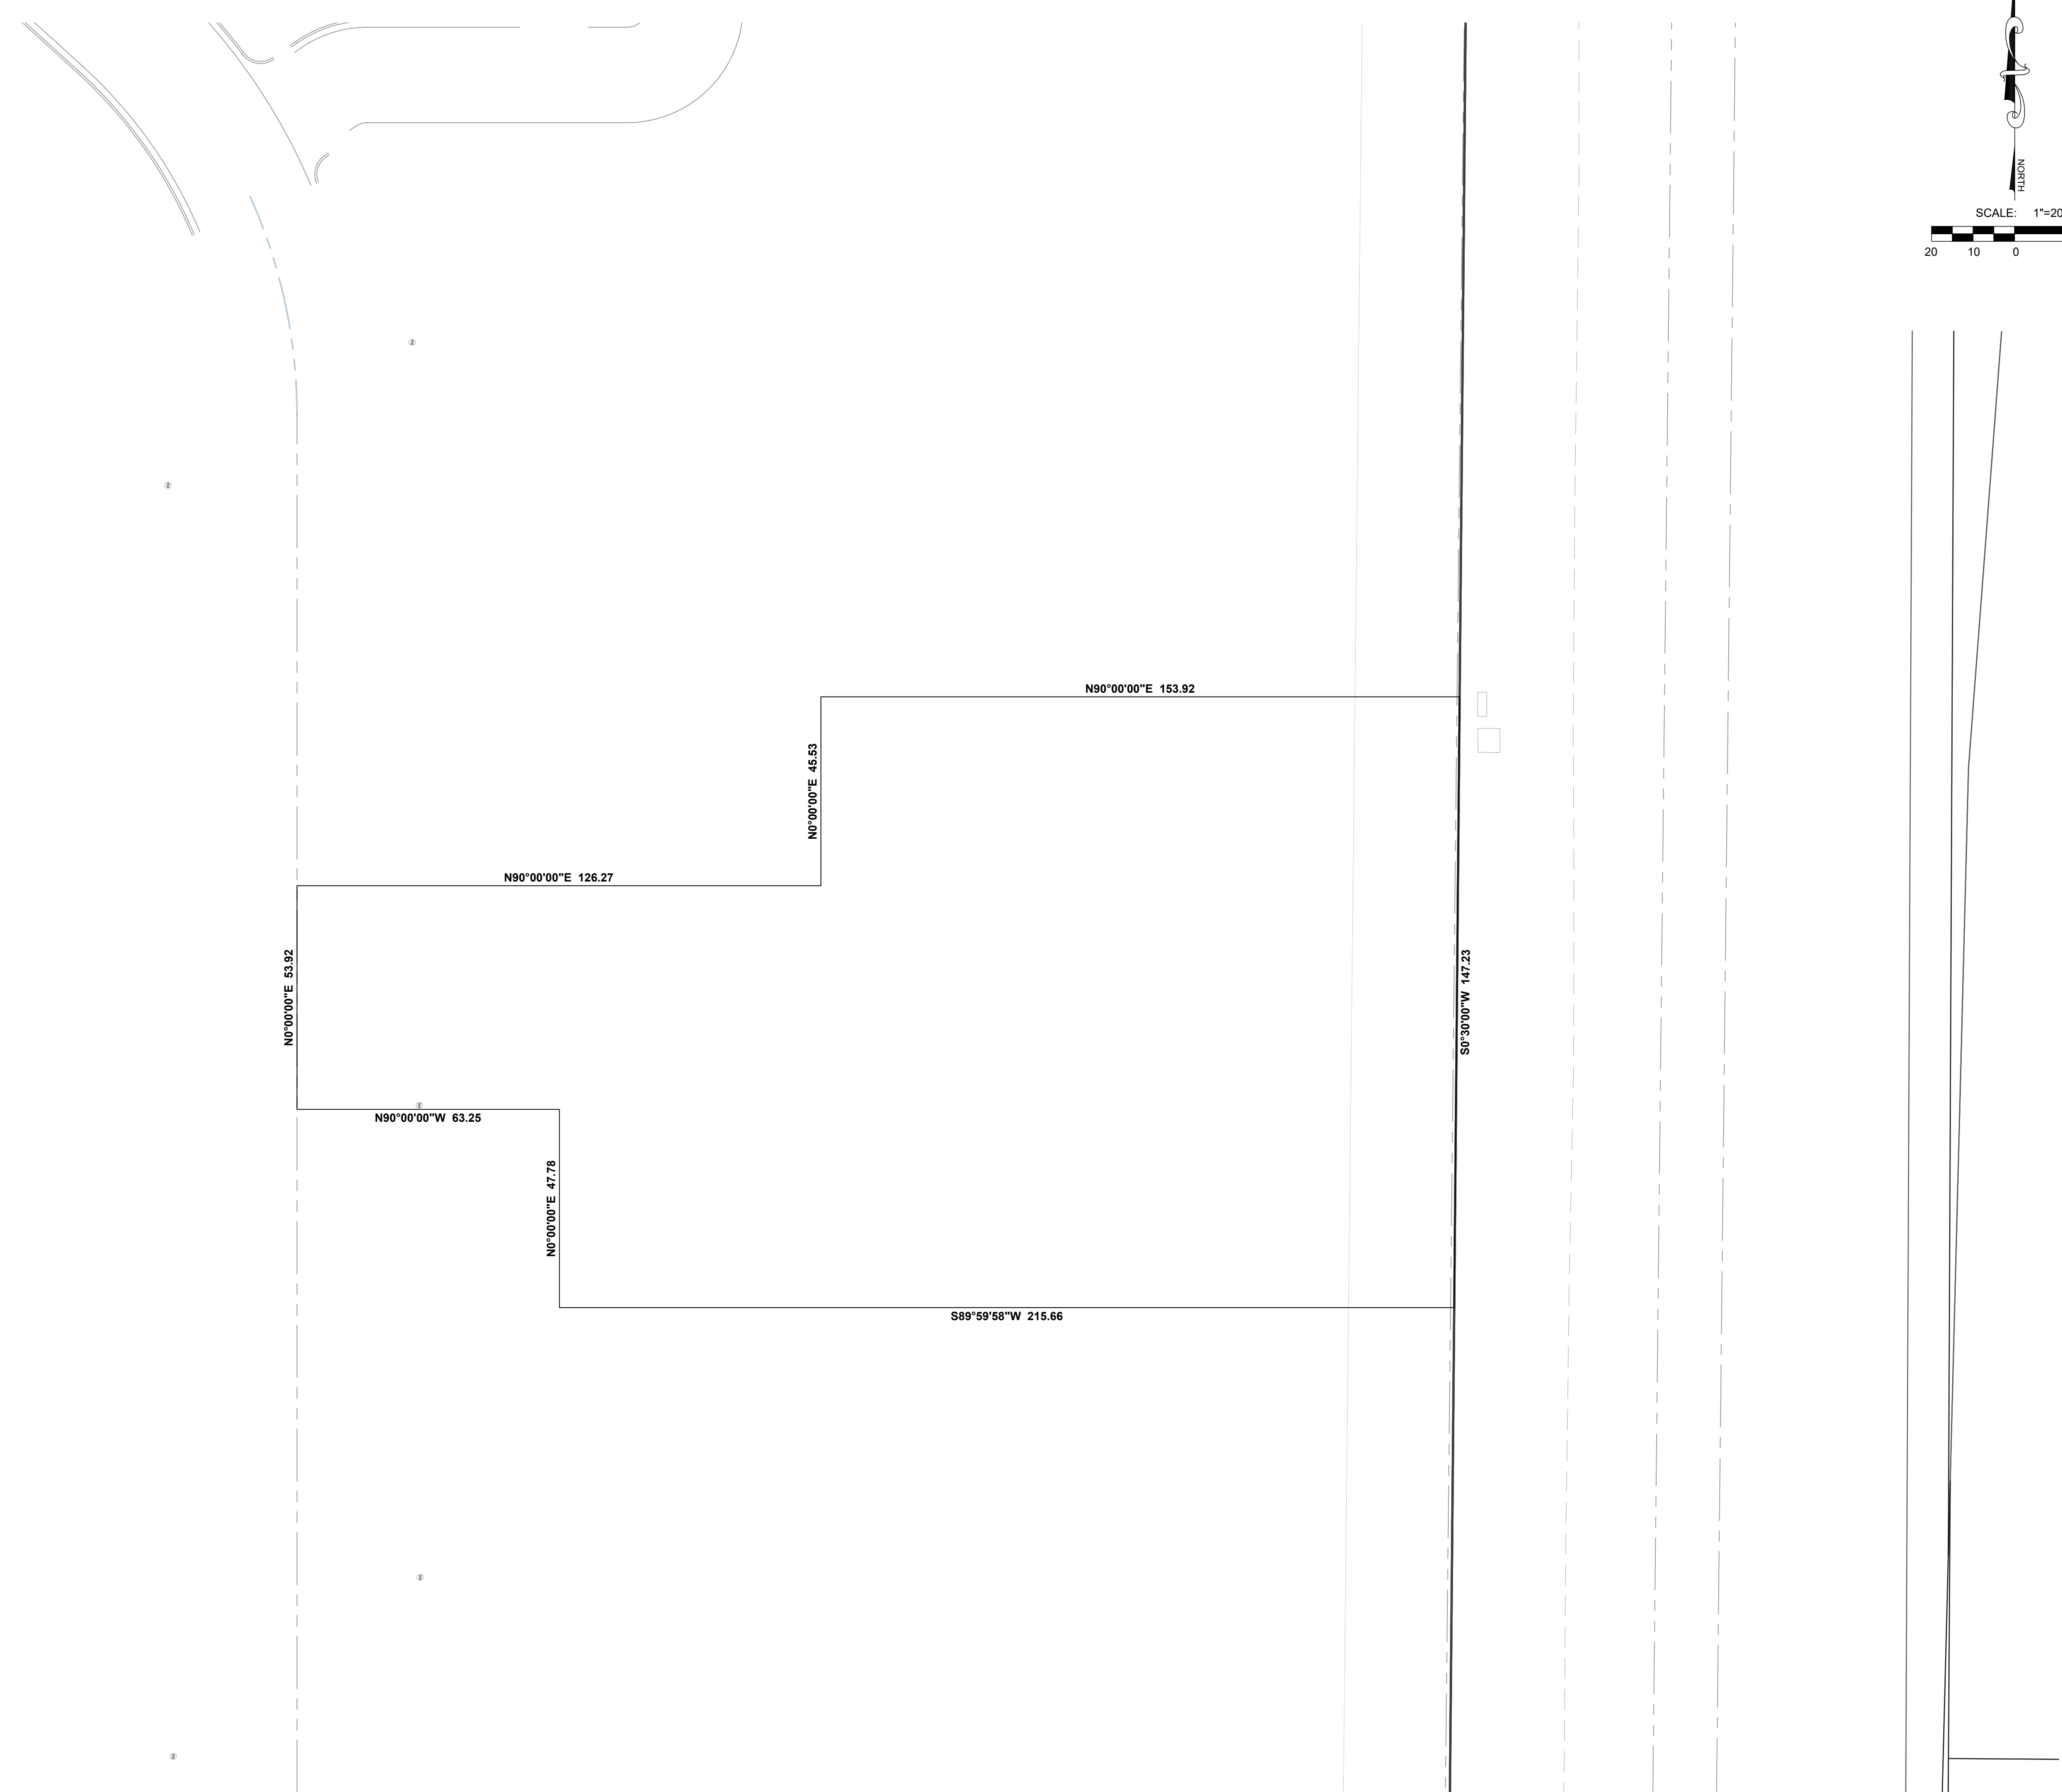 NORTH
SCALE: 1"=20
20 10 0
N90°00'00"E 153.92
N0°00'00"E 45.53
N90°00'00"E 126.27
N0°00'00"E 53.92
S0°30'00"W 147.23
N90°00'00"W 63.25
N0°00'00"E 47.78
S89°59'58"W 215.66